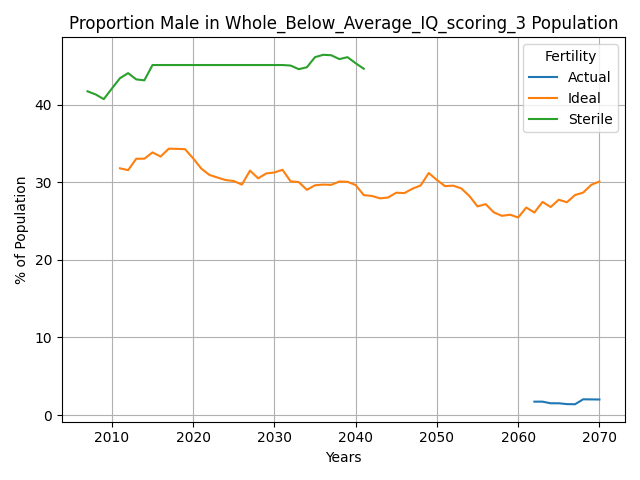 Proportion Male in Whole_Below_Average_IQ_scoring_3 Population
Fertility
Actual
Ideal
Sterile
% of Population
40
30
20
10
0
2010 2020 2030 2040 2050 2060 2070
Years